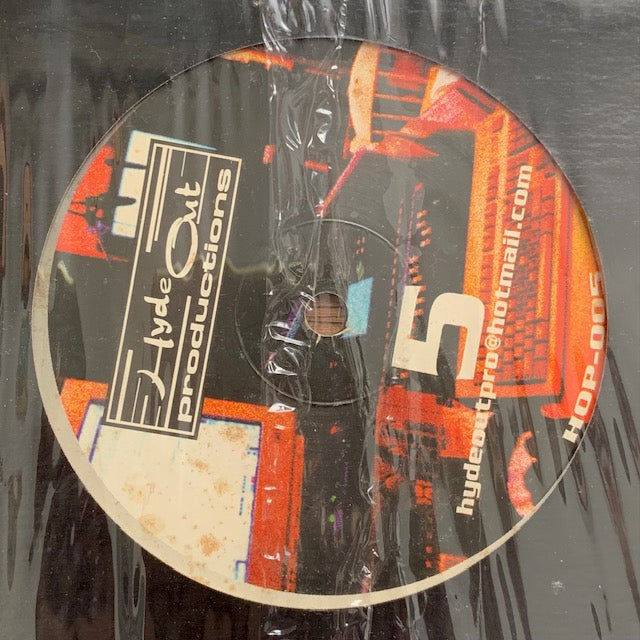 Hyde Out
productions
5
hydeoutpro@hotmail.com
HOP-005